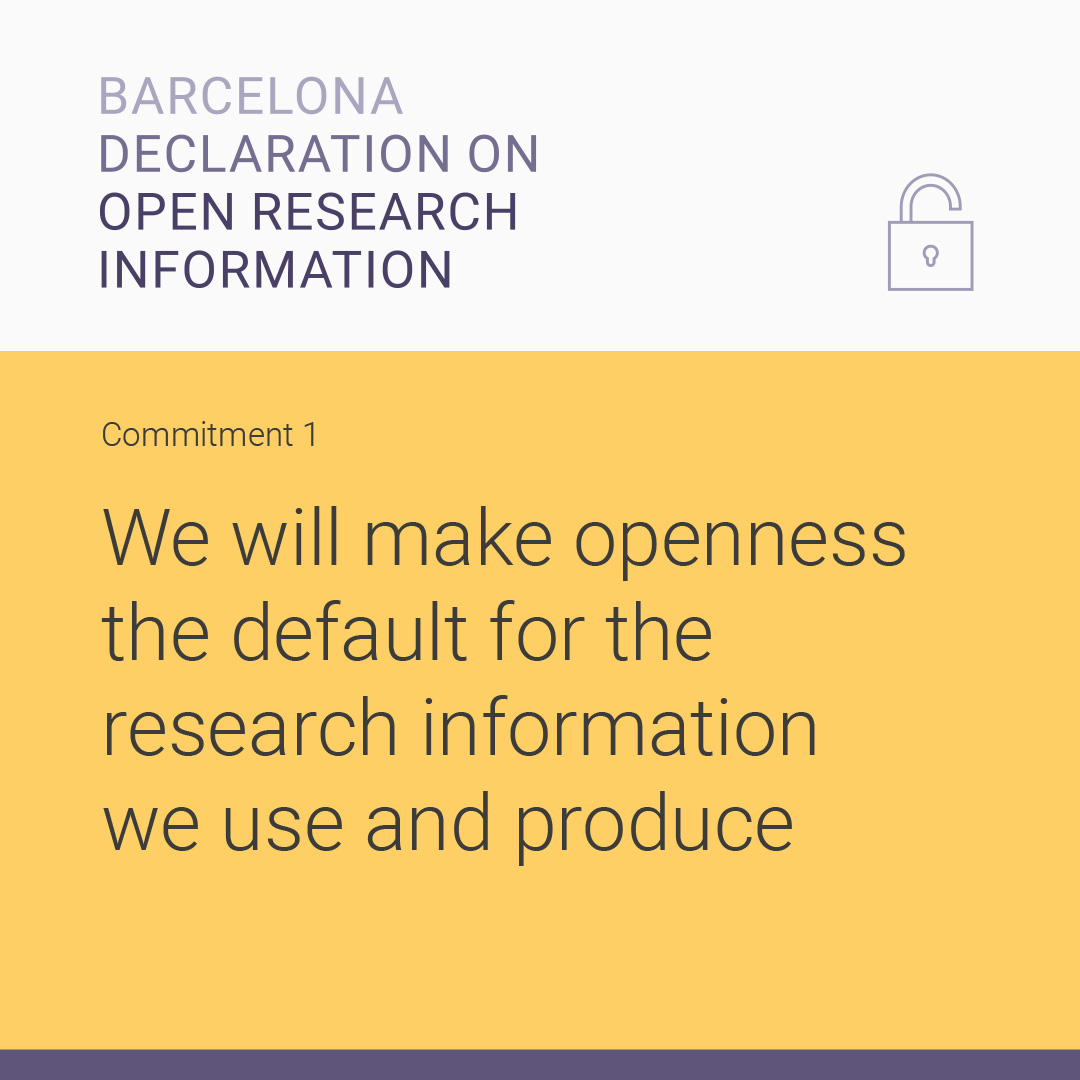 BARCELONA
DECLARATION ON
OPEN RESEARCH
INFORMATION
Commitment 1
We will make openness
the default for the
research information
we use and produce